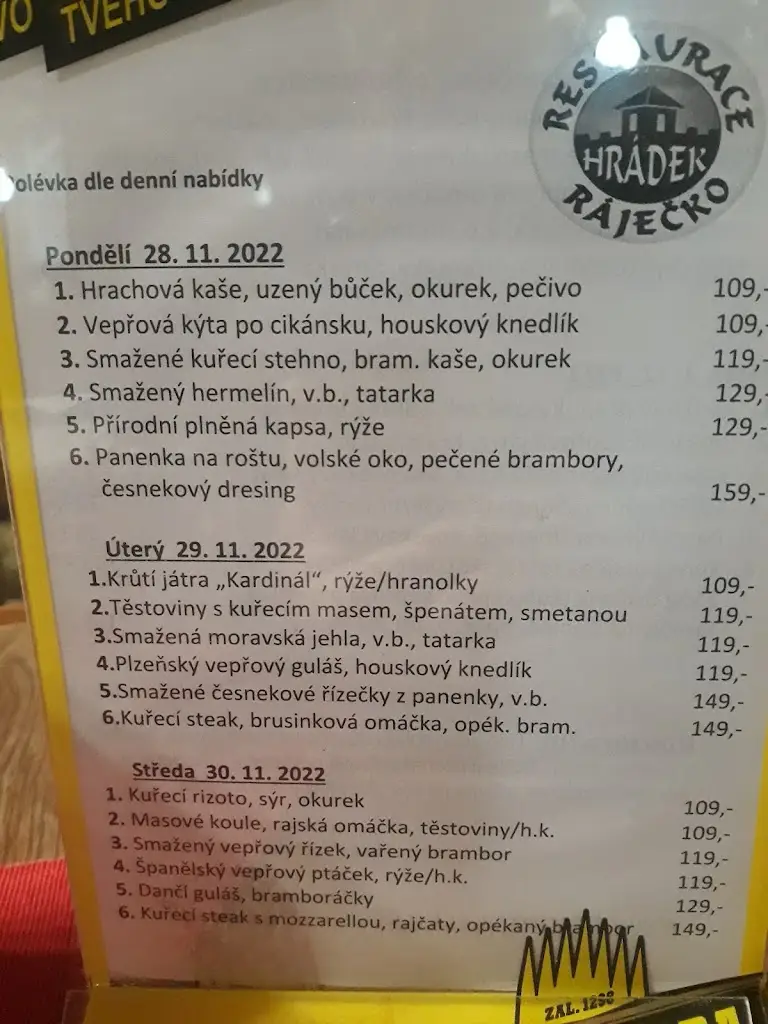 TVÉHO
RESTAURACE
HRÁDEK
RÁJEČKO
Polévka dle denní nabídky
Pondělí 28. 11. 2022
1. Hrachová kaše, uzený bůček, okurek, pečivo 109,-
2. Vepřová kýta po cikánsku, houskový knedlík 109,-
3. Smažené kuřecí stehno, bram. kaše, okurek 119,-
4. Smažený hermelín, v.b., tatarka 129,-
5. Přírodní plněná kapsa, rýže 129,-
6. Panenka na roštu, volské oko, pečené brambory,
česnekový dresing 159,-
Úterý 29. 11. 2022
1.Krůtí játra „Kardinál“, rýže/hranolky 109,-
2.Těstoviny s kuřecím masem, špenátem, smetanou 119,-
3.Smažená moravská jehla, v.b., tatarka 119,-
4.Plzeňský vepřový guláš, houskový knedlík 119,-
5.Smažené česnekové řízečky z panenky, v.b. 149,-
6.Kuřecí steak, brusinková omáčka, opék. bram. 149,-
Středa 30. 11. 2022
1. Kuřecí rizoto, sýr, okurek 109,-
2. Masové koule, rajská omáčka, těstoviny/h.k. 109,-
3. Smažený vepřový řízek, vařený brambor 119,-
4. Španělský vepřový ptáček, rýže/h.k. 119,-
5. Dančí guláš, bramboráčky 129,-
6. Kuřecí steak s mozzarellou, rajčaty, opékaný brambor 149,-
ZAL. 1298